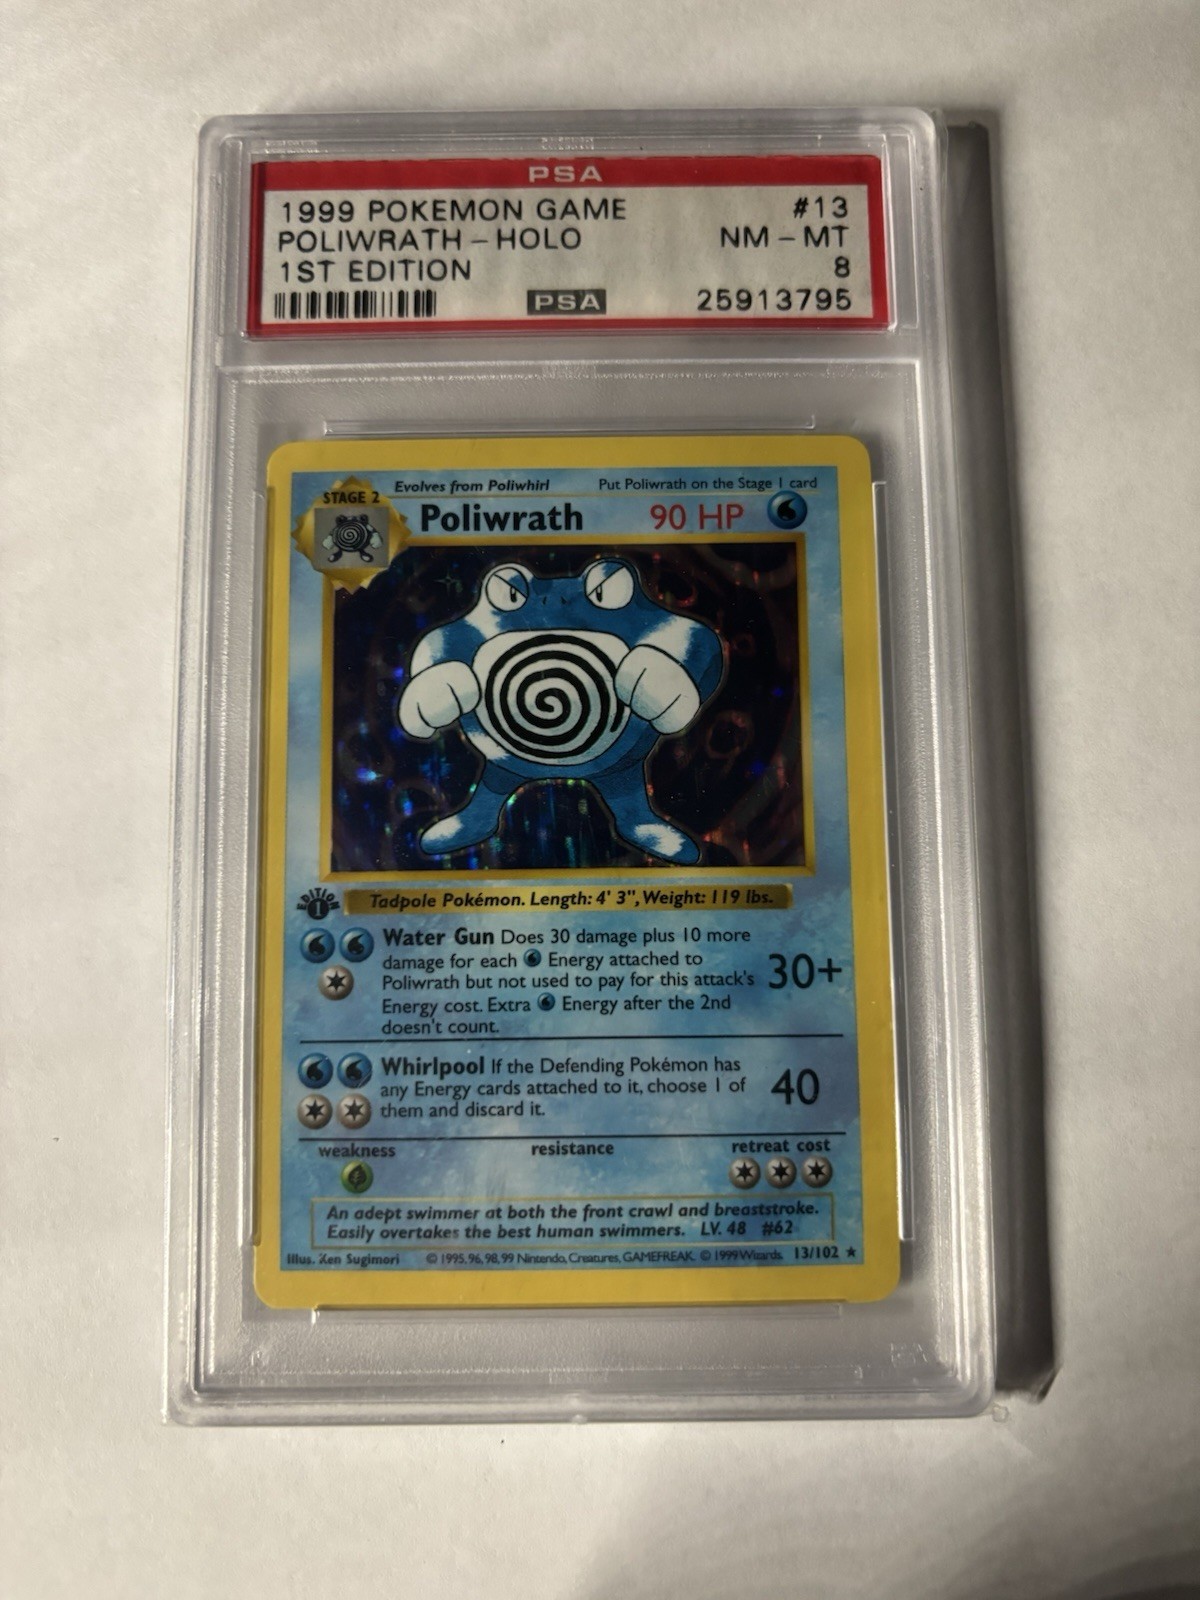 PSA
1999 POKEMON GAME #13
POLIWRATH - HOLO NM - MT
1ST EDITION 8
PSA 25913795
STAGE 2 Evolves from Poliwhirl Put Poliwrath on the Stage 1 card
Poliwrath 90 HP
EDITION 1
Tadpole Pokémon. Length: 4' 3", Weight: 119 lbs.
Water Gun Does 30 damage plus 10 more
damage for each Energy attached to
Poliwrath but not used to pay for this attack's 30+
Energy cost. Extra Energy after the 2nd
doesn't count.
Whirlpool If the Defending Pokémon has
any Energy cards attached to it, choose 1 of 40
them and discard it.
weakness resistance retreat cost
An adept swimmer at both the front crawl and breaststroke.
Easily overtakes the best human swimmers. LV. 48 #62
Illus. Ken Sugimori © 1995, 96, 98, 99 Nintendo, Creatures, GAMEFREAK. © 1999 Wizards. 13/102 ★